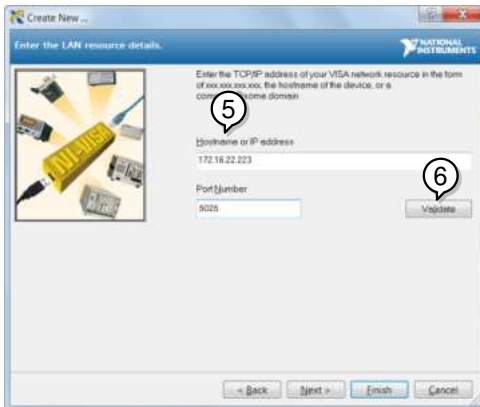 Create New ...
Enter the LAN resource details.
NATIONAL
INSTRUMENTS
Enter the TCP/IP address of your VISA network resource in the form
of xxx.xxx.xxx.xxx, the hostname of the device, or a
some.domain
5
Hostname or IP address
172.16.22.223
6
Port Number
5025
Validate
NI-VISA
< Back
Next >
Finish
Cancel